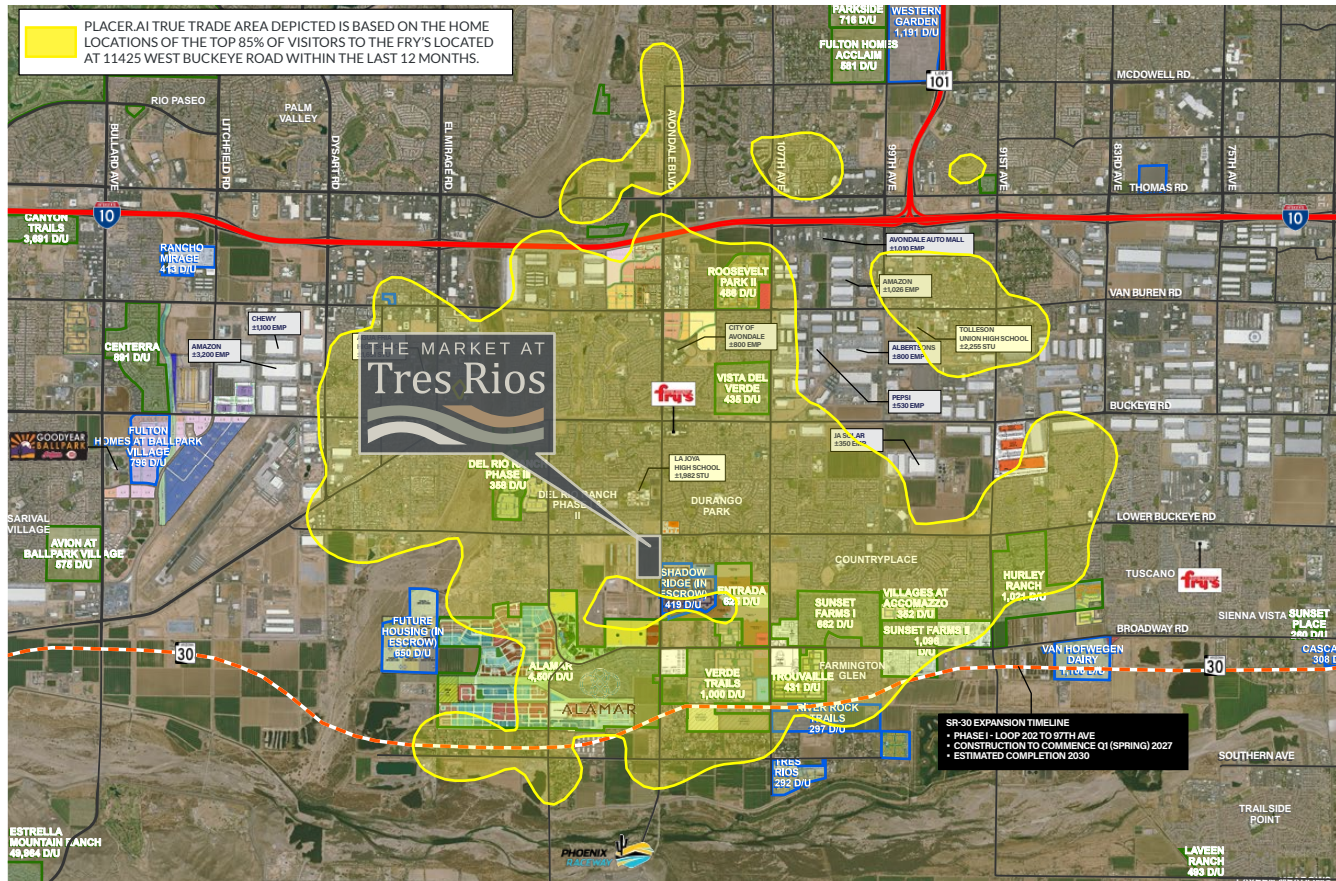 PLACER.AI TRUE TRADE AREA DEPICTED IS BASED ON THE HOME
LOCATIONS OF THE TOP 85% OF VISITORS TO THE FRY'S LOCATED
AT 11425 WEST BUCKEYE ROAD WITHIN THE LAST 12 MONTHS.
PARKSIDE
716 D/U
WESTERN
GARDEN
1,191 D/U
FULTON HOMES
ACCLAIM
581 D/U
LOOP
101
MCDOWELL RD.
RIO PASEO
PALM
VALLEY
BULLARD AVE
LITCHFIELD RD
DYSART RD
EL MIRAGE RD
AVONDALE BLVD
107TH AVE
99TH AVE
91ST AVE
83RD AVE
75TH AVE
THOMAS RD
10
10
CANYON
TRAILS
3,691 D/U
RANCHO
MIRAGE
413 D/U
AVONDALE AUTO MALL
±1,010 EMP
ROOSEVELT
PARK II
486 D/U
AMAZON
±1,026 EMP
VAN BUREN RD
CHEWY
±1,100 EMP
CITY OF
AVONDALE
±800 EMP
TOLLESON
UNION HIGH SCHOOL
±2,255 STU
CENTERRA
891 D/U
AMAZON
±3,200 EMP
ALBERTSONS
±800 EMP
THE MARKET AT
Tres Rios
VISTA DEL
VERDE
435 D/U
fry's
PEPSI
±530 EMP
BUCKEYE RD
GOODYEAR
BALLPARK
FULTON
HOMES AT BALLPARK
VILLAGE
796 D/U
JA SOLAR
±350 EMP
LA JOYA
HIGH SCHOOL
±1,982 STU
DEL RIO RANCH
PHASE III
358 D/U
DEL RIO RANCH
PHASE
II
DURANGO
PARK
SARIVAL
VILLAGE
LOWER BUCKEYE RD
AVION AT
BALLPARK VILLAGE
575 D/U
COUNTRYPLACE
TUSCANO
fry's
SHADOW
RIDGE (IN
ESCROW)
419 D/U
ENTRADA
HURLEY
RANCH
1,021 D/U
SUNSET
FARMS I
662 D/U
VILLAGES AT
ACCOMAZZO
SIENNA VISTA
SUNSET
PLACE
FUTURE
HOUSING (IN
ESCROW)
650 D/U
SUNSET FARMS II
1,096
D/U
BROADWAY RD
30
ALAMAR
VERDE
TRAILS
1,000 D/U
TROUVAILLE
431 D/U
FARMINGTON
GLEN
VAN HOFWEGEN
DAIRY
30
308
ALAMAR
RIVER ROCK
TRAILS
297 D/U
SR-30 EXPANSION TIMELINE
• PHASE I - LOOP 202 TO 97TH AVE
• CONSTRUCTION TO COMMENCE Q1 (SPRING) 2027
• ESTIMATED COMPLETION 2030
SOUTHERN AVE
TRES
RIOS
292 D/U
TRAILSIDE
POINT
ESTRELLA
MOUNTAIN RANCH
49,964 D/U
PHOENIX
RACEWAY
LAVEEN
RANCH
493 D/U